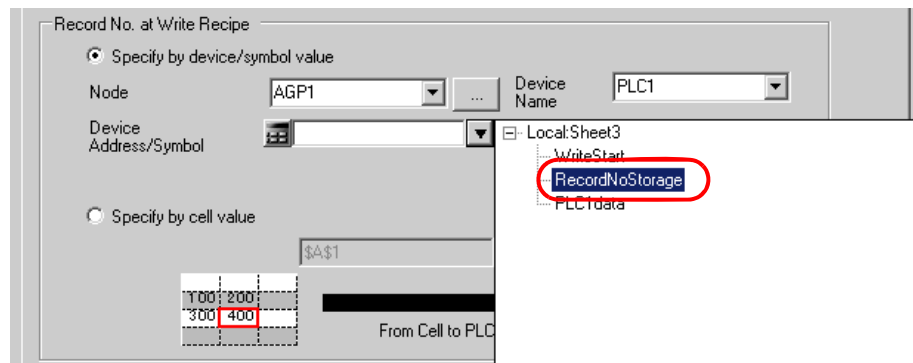 Record No. at Write Recipe
Specify by device/symbol value
Node
AGP1
...
Device
Name
PLC1
Device
Address/Symbol
Local:Sheet3
WriteStart
RecordNoStorage
PLC1data
Specify by cell value
$A$1
100 200
300 400
From Cell to PLC